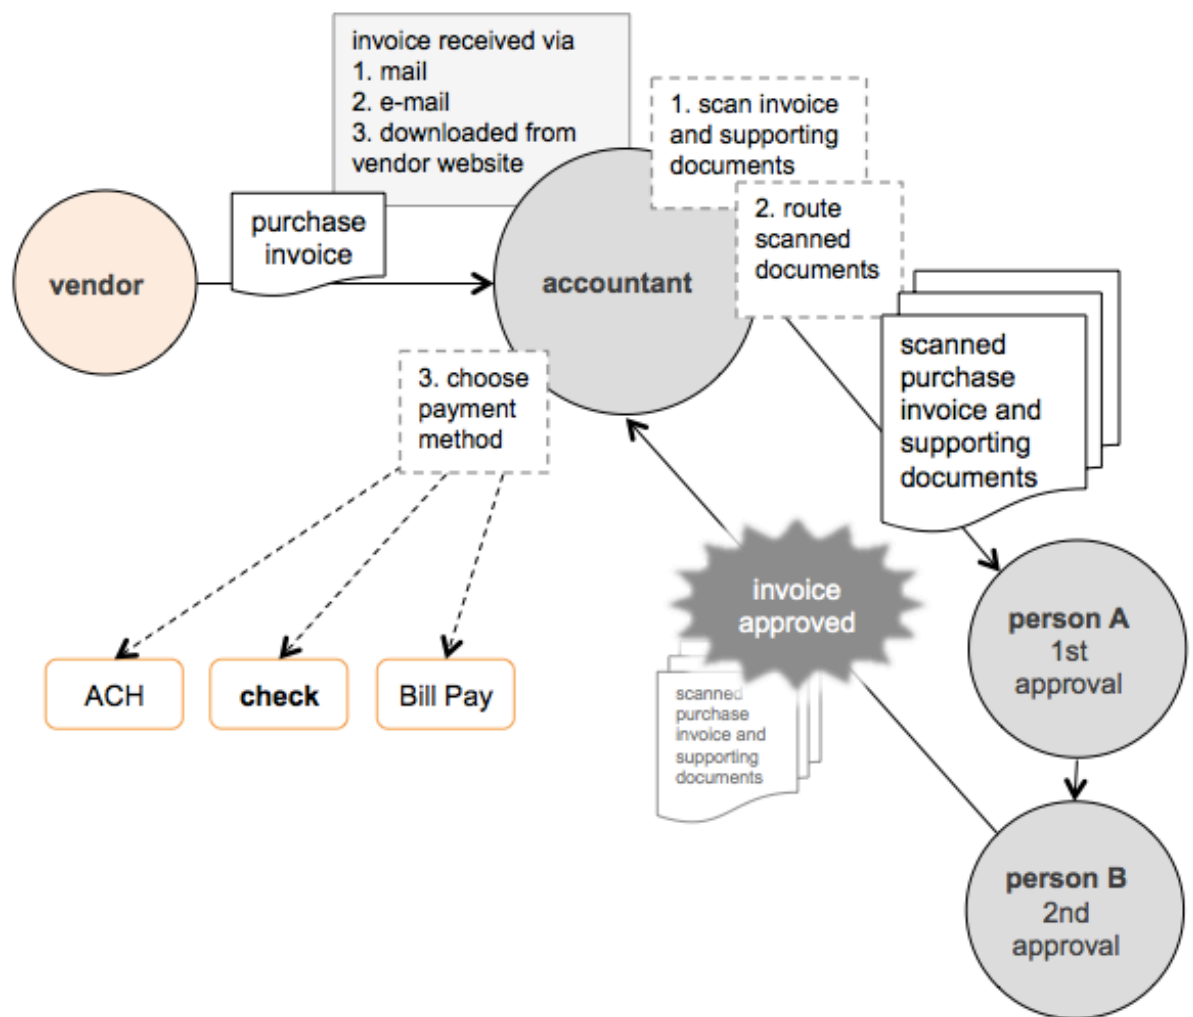 invoice received via
1. mail
2. e-mail
3. downloaded from
vendor website
1. scan invoice
and supporting
documents
2. route
scanned
documents
purchase
invoice
vendor
accountant
scanned
purchase
invoice and
supporting
documents
3. choose
payment
method
invoice
approved
person A
1st
approval
ACH
check
Bill Pay
scanned
purchase
invoice and
supporting
documents
person B
2nd
approval